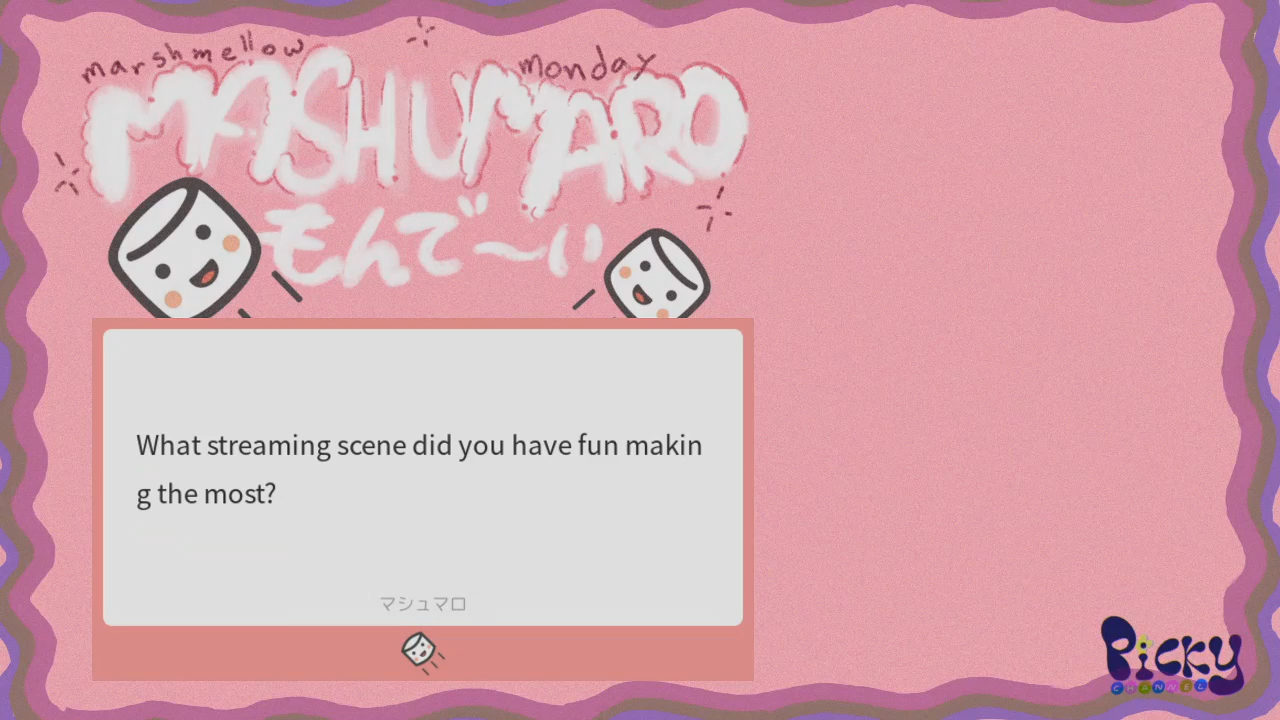 marshmellow monday
MASHUMARO
もんで〜い
What streaming scene did you have fun makin
g the most?
マシュマロ
Picky
CHANNEL